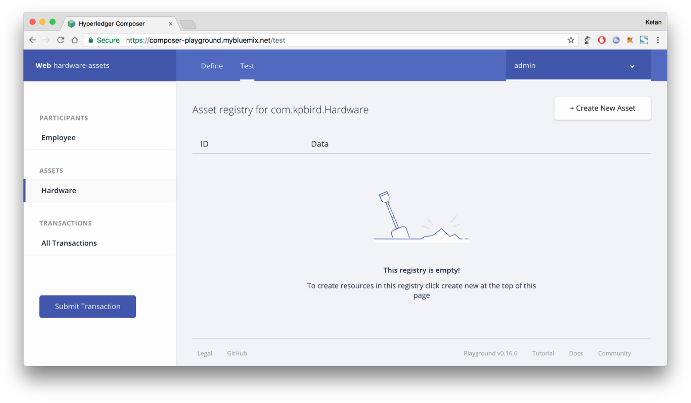 Hyperledger Composer
Ketan
Secure https://composer-playground.mybluemix.net/test
Web hardware-assets
Define Test
admin
PARTICIPANTS
Employee
ASSETS
Hardware
TRANSACTIONS
All Transactions
Submit Transaction
Asset registry for com.kpbird.Hardware
+ Create New Asset
ID Data
This registry is empty!
To create resources in this registry click create new at the top of this
page
Legal GitHub Playground v0.16.0 Tutorial Docs Community